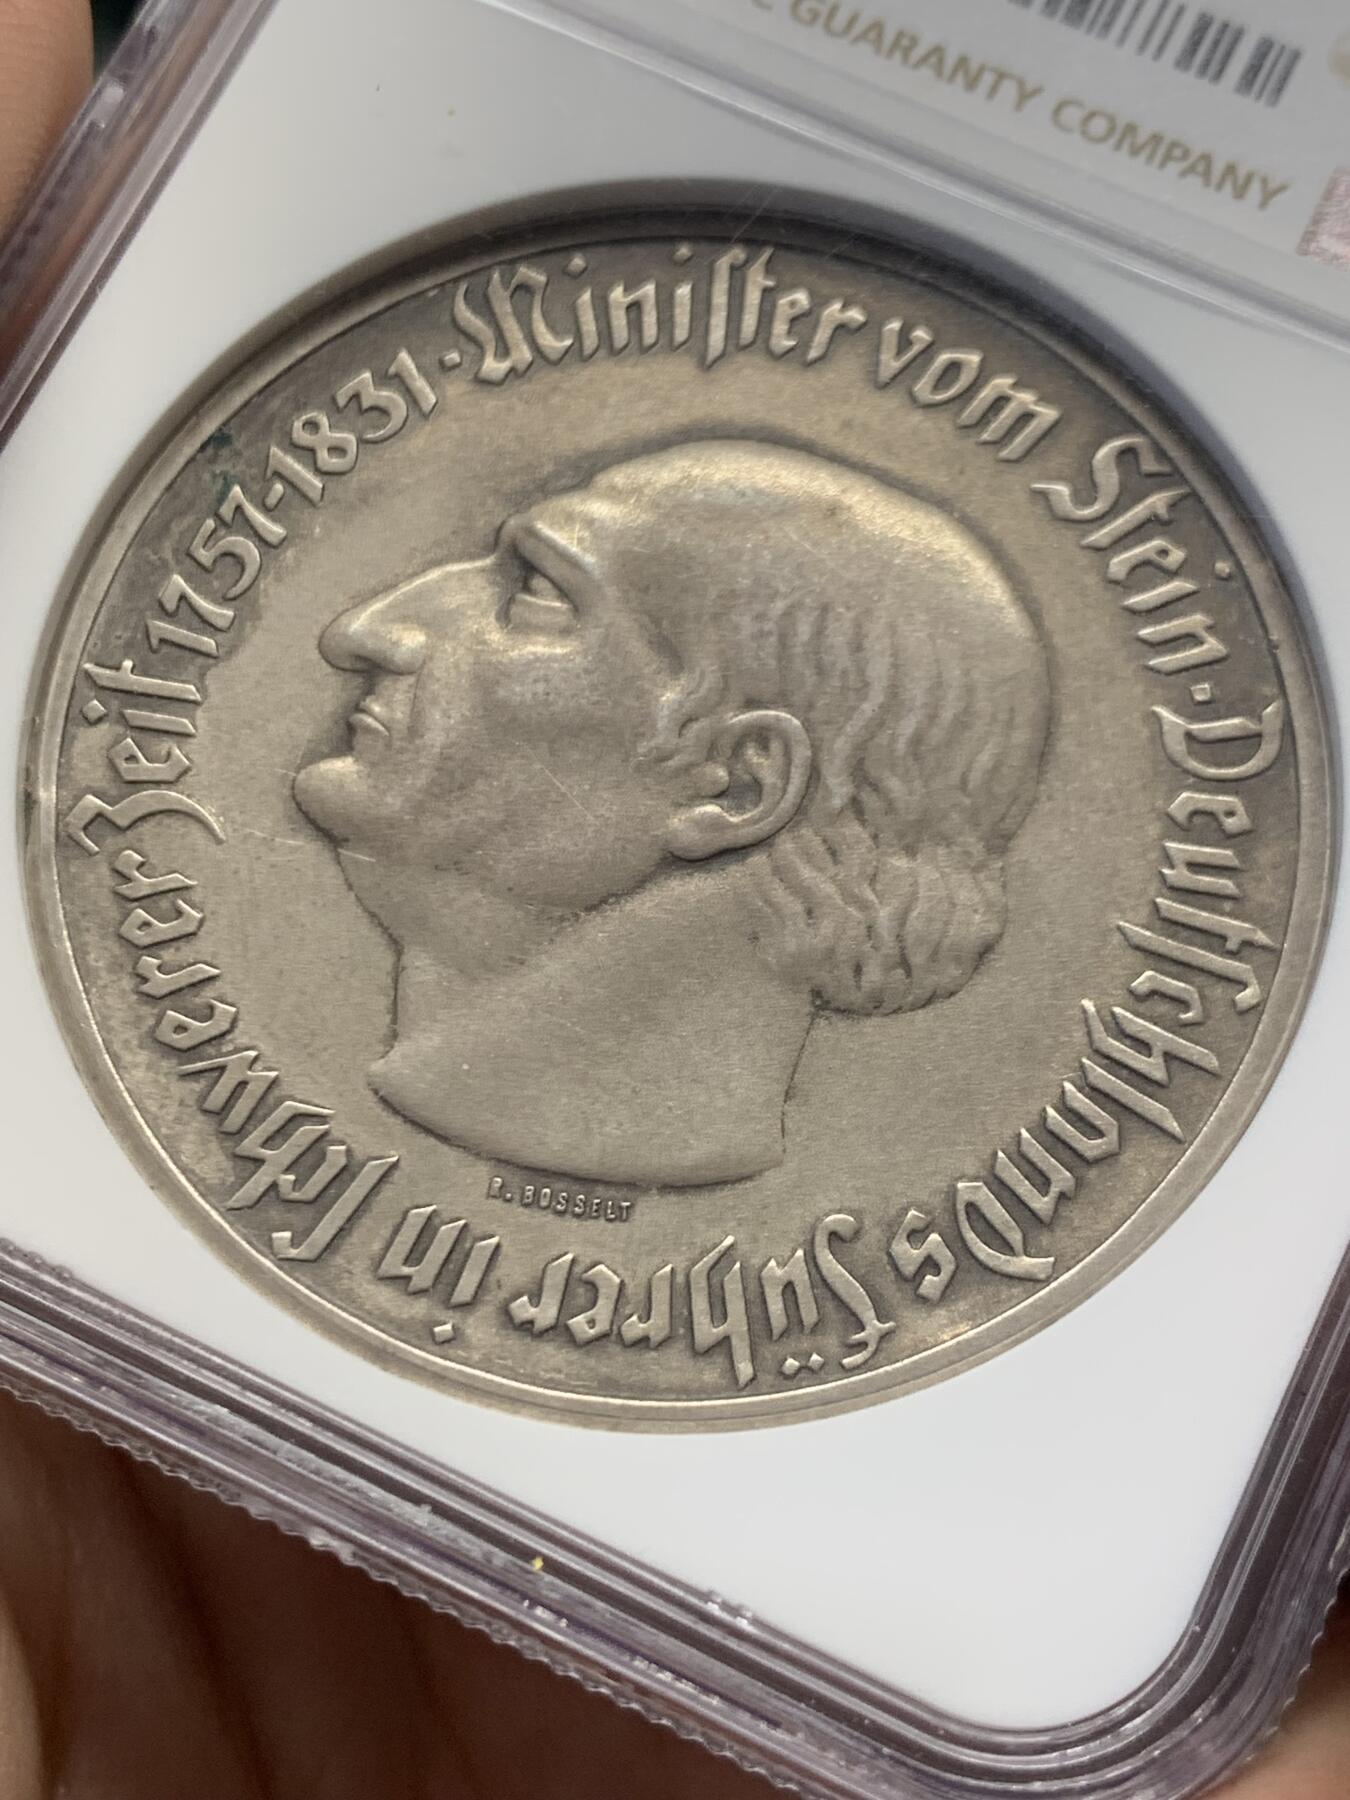 GUARANTY COMPANY
Miniſter vom Stein · Deutſchlands Führer in ſchwerer Zeit 1757-1831 ·
R. BOSSELT